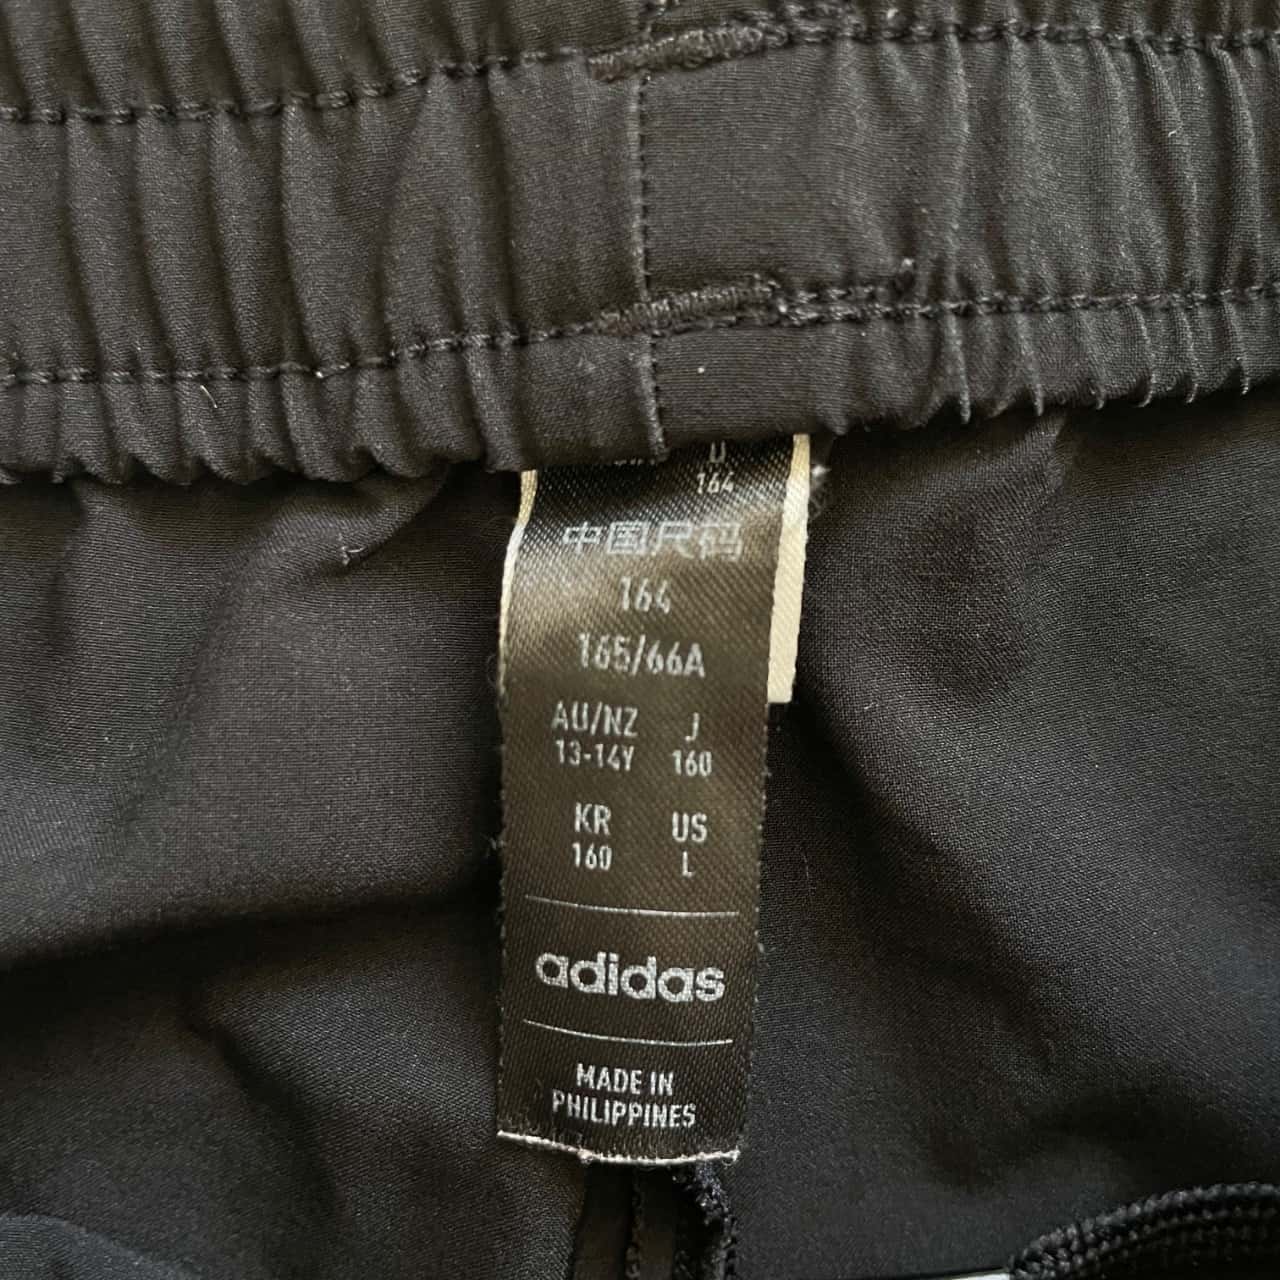 164
中国尺码
164
165/66A
AU/NZ J
13-14Y 160
KR US
160 L
adidas
MADE IN
PHILIPPINES